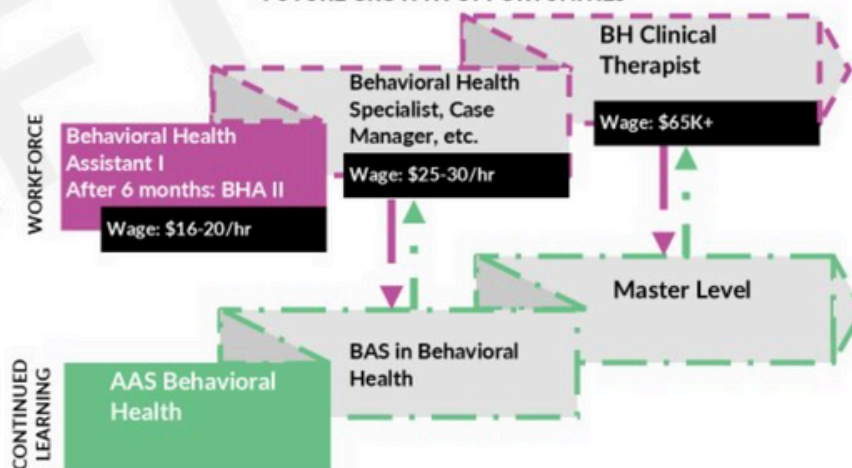 BH Clinical
Therapist
Wage: $65K+
Behavioral Health
Specialist, Case
Manager, etc.
Wage: $25-30/hr
WORKFORCE
Behavioral Health
Assistant I
After 6 months: BHA II
Wage: $16-20/hr
Master Level
BAS in Behavioral
Health
CONTINUED
LEARNING
AAS Behavioral
Health